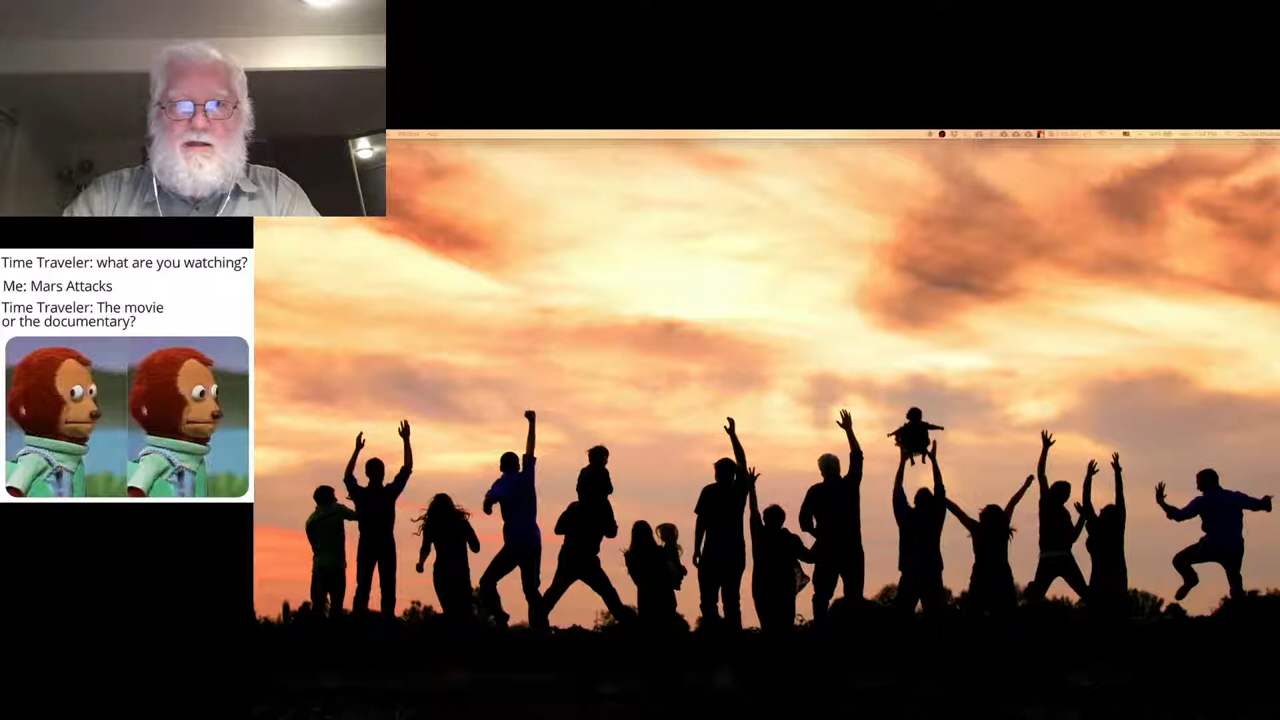 Time Traveler: what are you watching?
Me: Mars Attacks
Time Traveler: The movie
or the documentary?